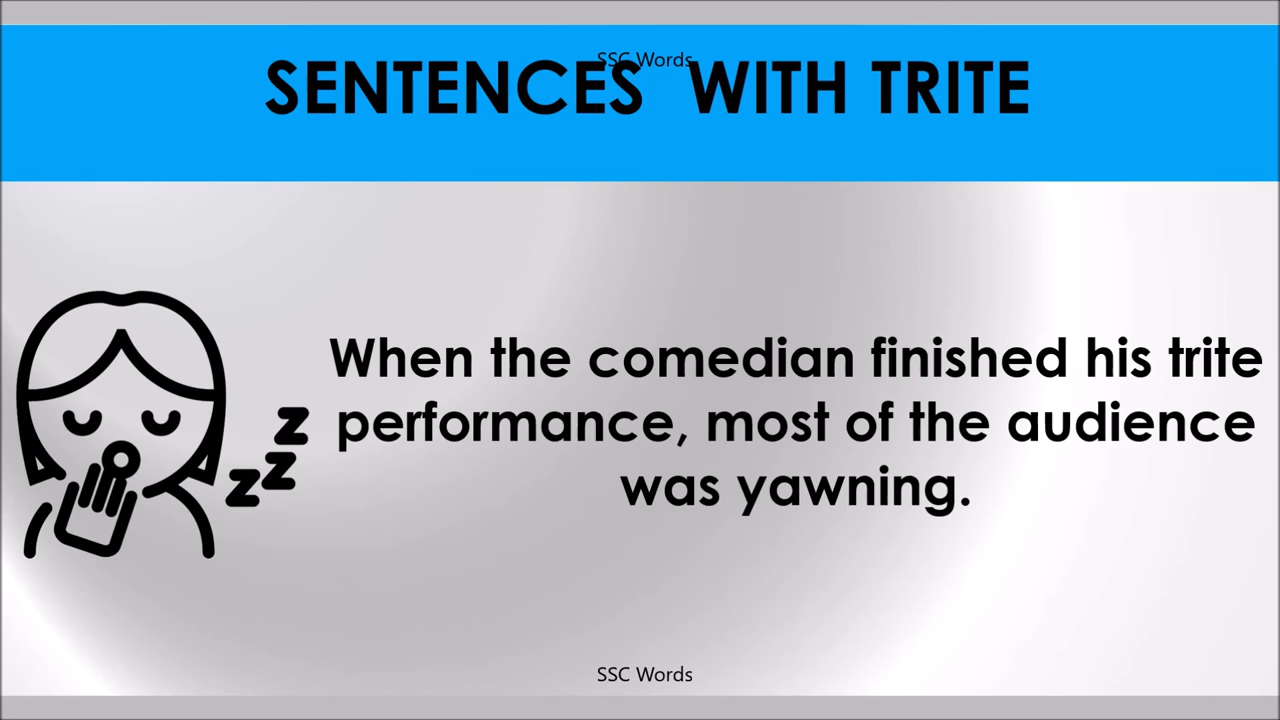 SSC Words
SENTENCES WITH TRITE
z
z
z
When the comedian finished his trite
performance, most of the audience
was yawning.
SSC Words